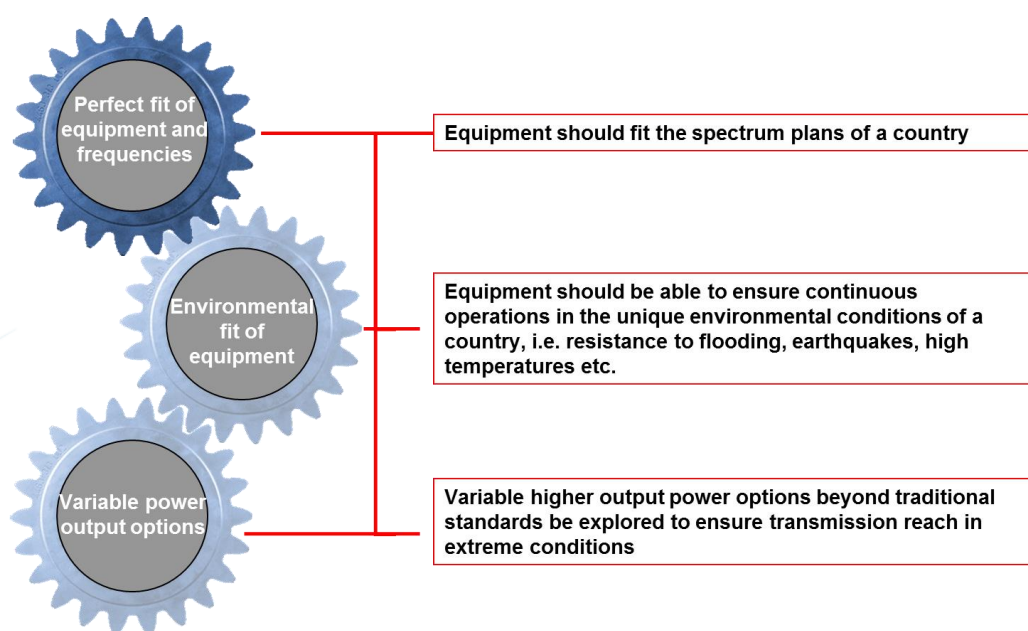 Perfect fit of
equipment and
frequencies
Equipment should fit the spectrum plans of a country
Environmental
fit of
equipment
Equipment should be able to ensure continuous
operations in the unique environmental conditions of a
country, i.e. resistance to flooding, earthquakes, high
temperatures etc.
Variable power
output options
Variable higher output power options beyond traditional
standards be explored to ensure transmission reach in
extreme conditions